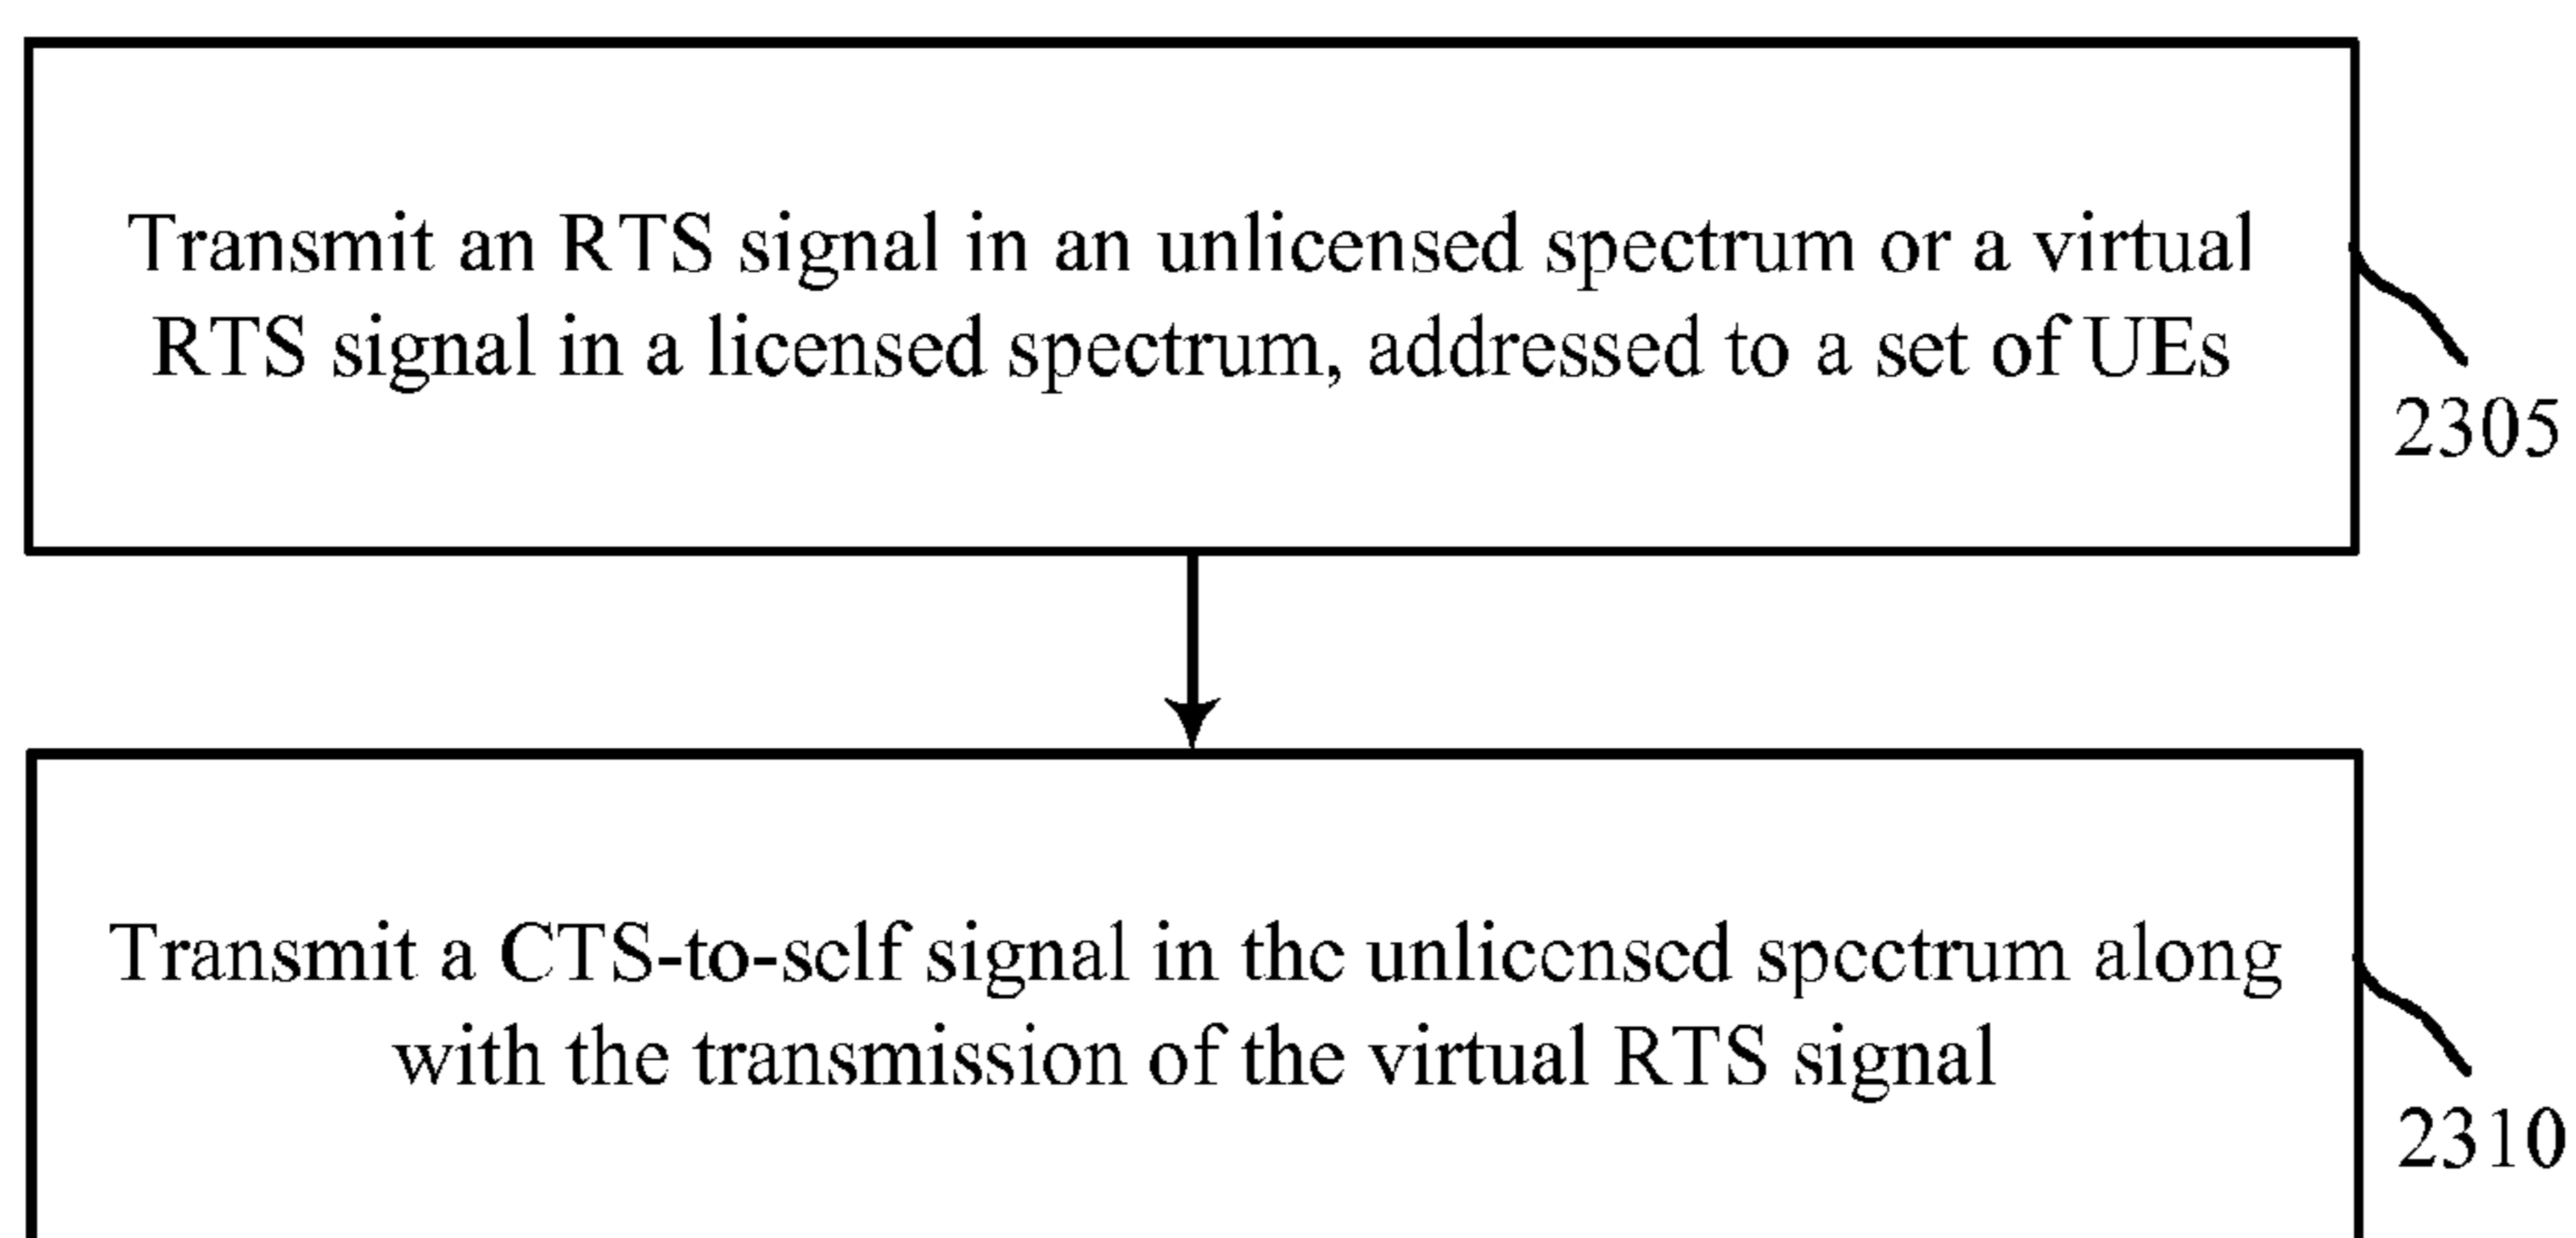 Transmit an RTS signal in an unlicensed spectrum or a virtual
RTS signal in a licensed spectrum, addressed to a set of UEs
2305
Transmit a CTS-to-self signal in the unlicensed spectrum along
with the transmission of the virtual RTS signal
2310